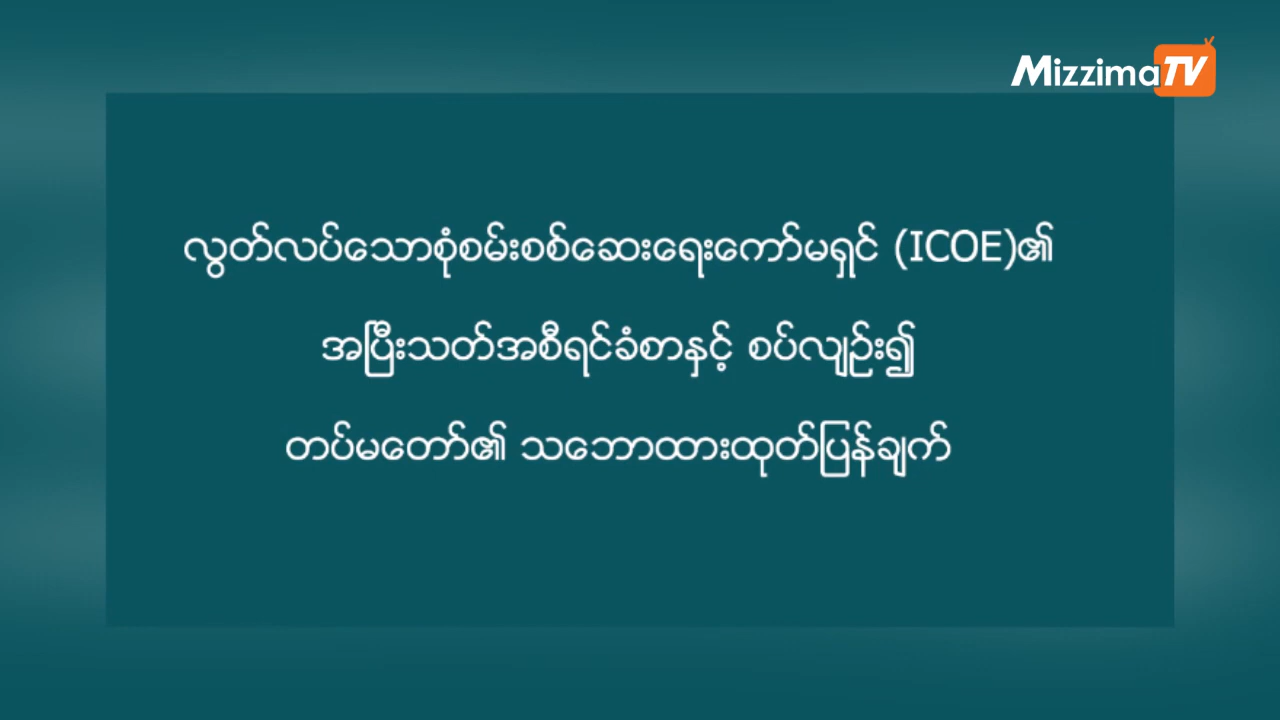 MizzimaTV
လွတ်လပ်သောစုံစမ်းစစ်ဆေးရေးကော်မရှင် (ICOE)၏
အပြီးသတ်အစီရင်ခံစာနှင့် စပ်လျဉ်း၍
တပ်မတော်၏ သဘောထားထုတ်ပြန်ချက်